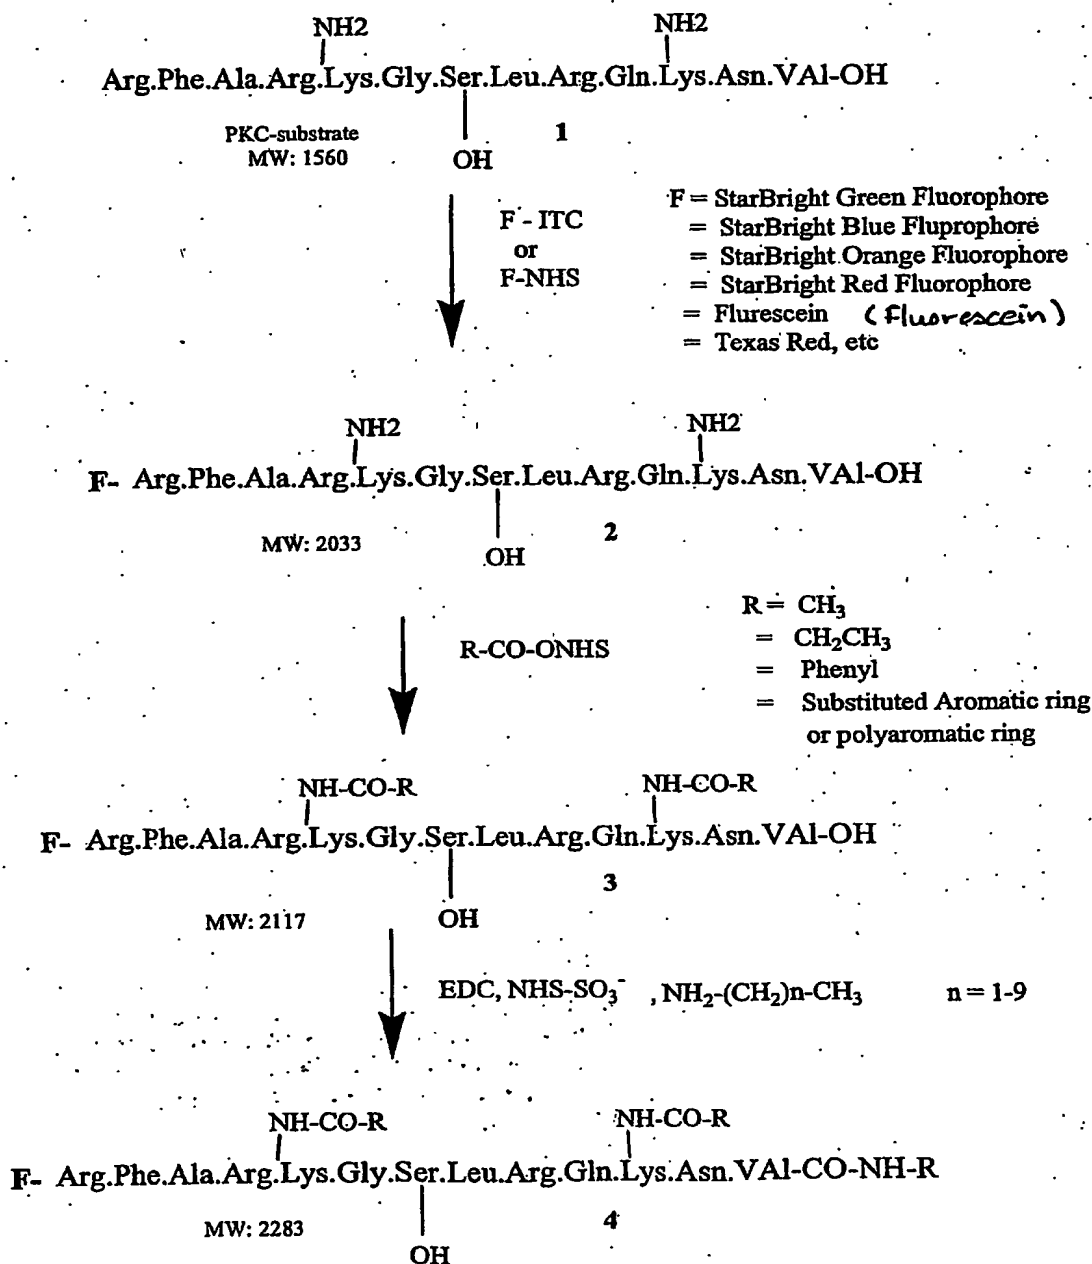 NH2 NH2
Arg.Phe.Ala.Arg.Lys.Gly.Ser.Leu.Arg.Gln.Lys.Asn.VAl-OH
PKC-substrate 1
MW: 1560 OH
F - ITC
or
F-NHS
F = StarBright Green Fluorophore
= StarBright Blue Fluprophore
= StarBright Orange Fluorophore
= StarBright Red Fluorophore
= Flurescein (fluorescein)
= Texas Red, etc
NH2 NH2
F- Arg.Phe.Ala.Arg.Lys.Gly.Ser.Leu.Arg.Gln.Lys.Asn.VAl-OH
MW: 2033 OH 2
R-CO-ONHS
R = CH3
= CH2CH3
= Phenyl
= Substituted Aromatic ring
or polyaromatic ring
NH-CO-R NH-CO-R
F- Arg.Phe.Ala.Arg.Lys.Gly.Ser.Leu.Arg.Gln.Lys.Asn.VAl-OH
3
MW: 2117 OH
EDC, NHS-SO3- , NH2-(CH2)n-CH3 n = 1-9
NH-CO-R NH-CO-R
F- Arg.Phe.Ala.Arg.Lys.Gly.Ser.Leu.Arg.Gln.Lys.Asn.VAl-CO-NH-R
MW: 2283 4
OH